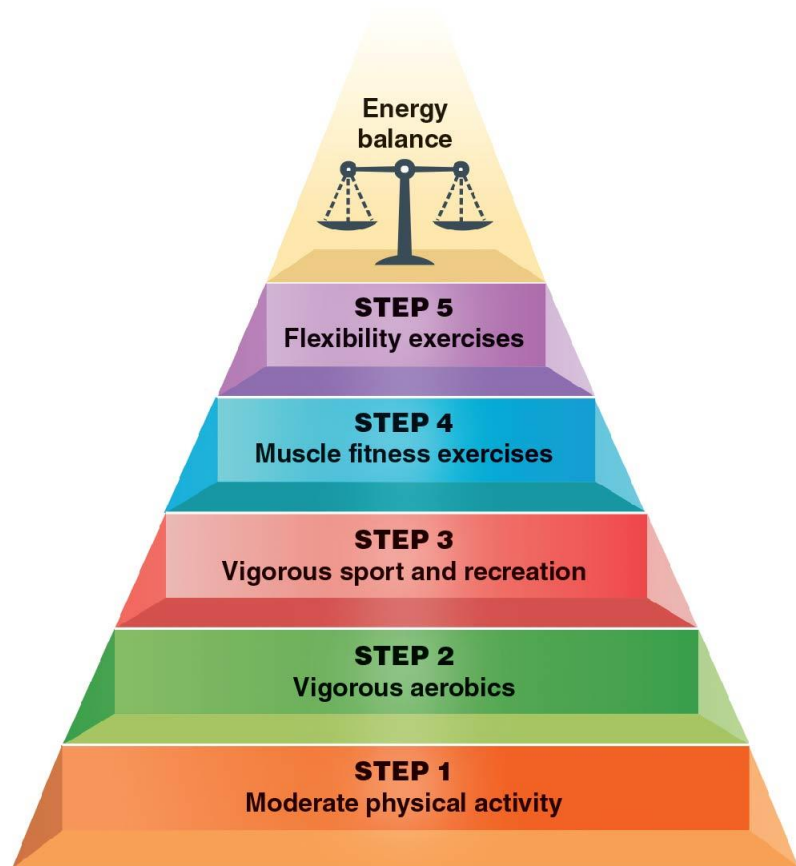 Energy
balance
STEP 5
Flexibility exercises
STEP 4
Muscle fitness exercises
STEP 3
Vigorous sport and recreation
STEP 2
Vigorous aerobics
STEP 1
Moderate physical activity